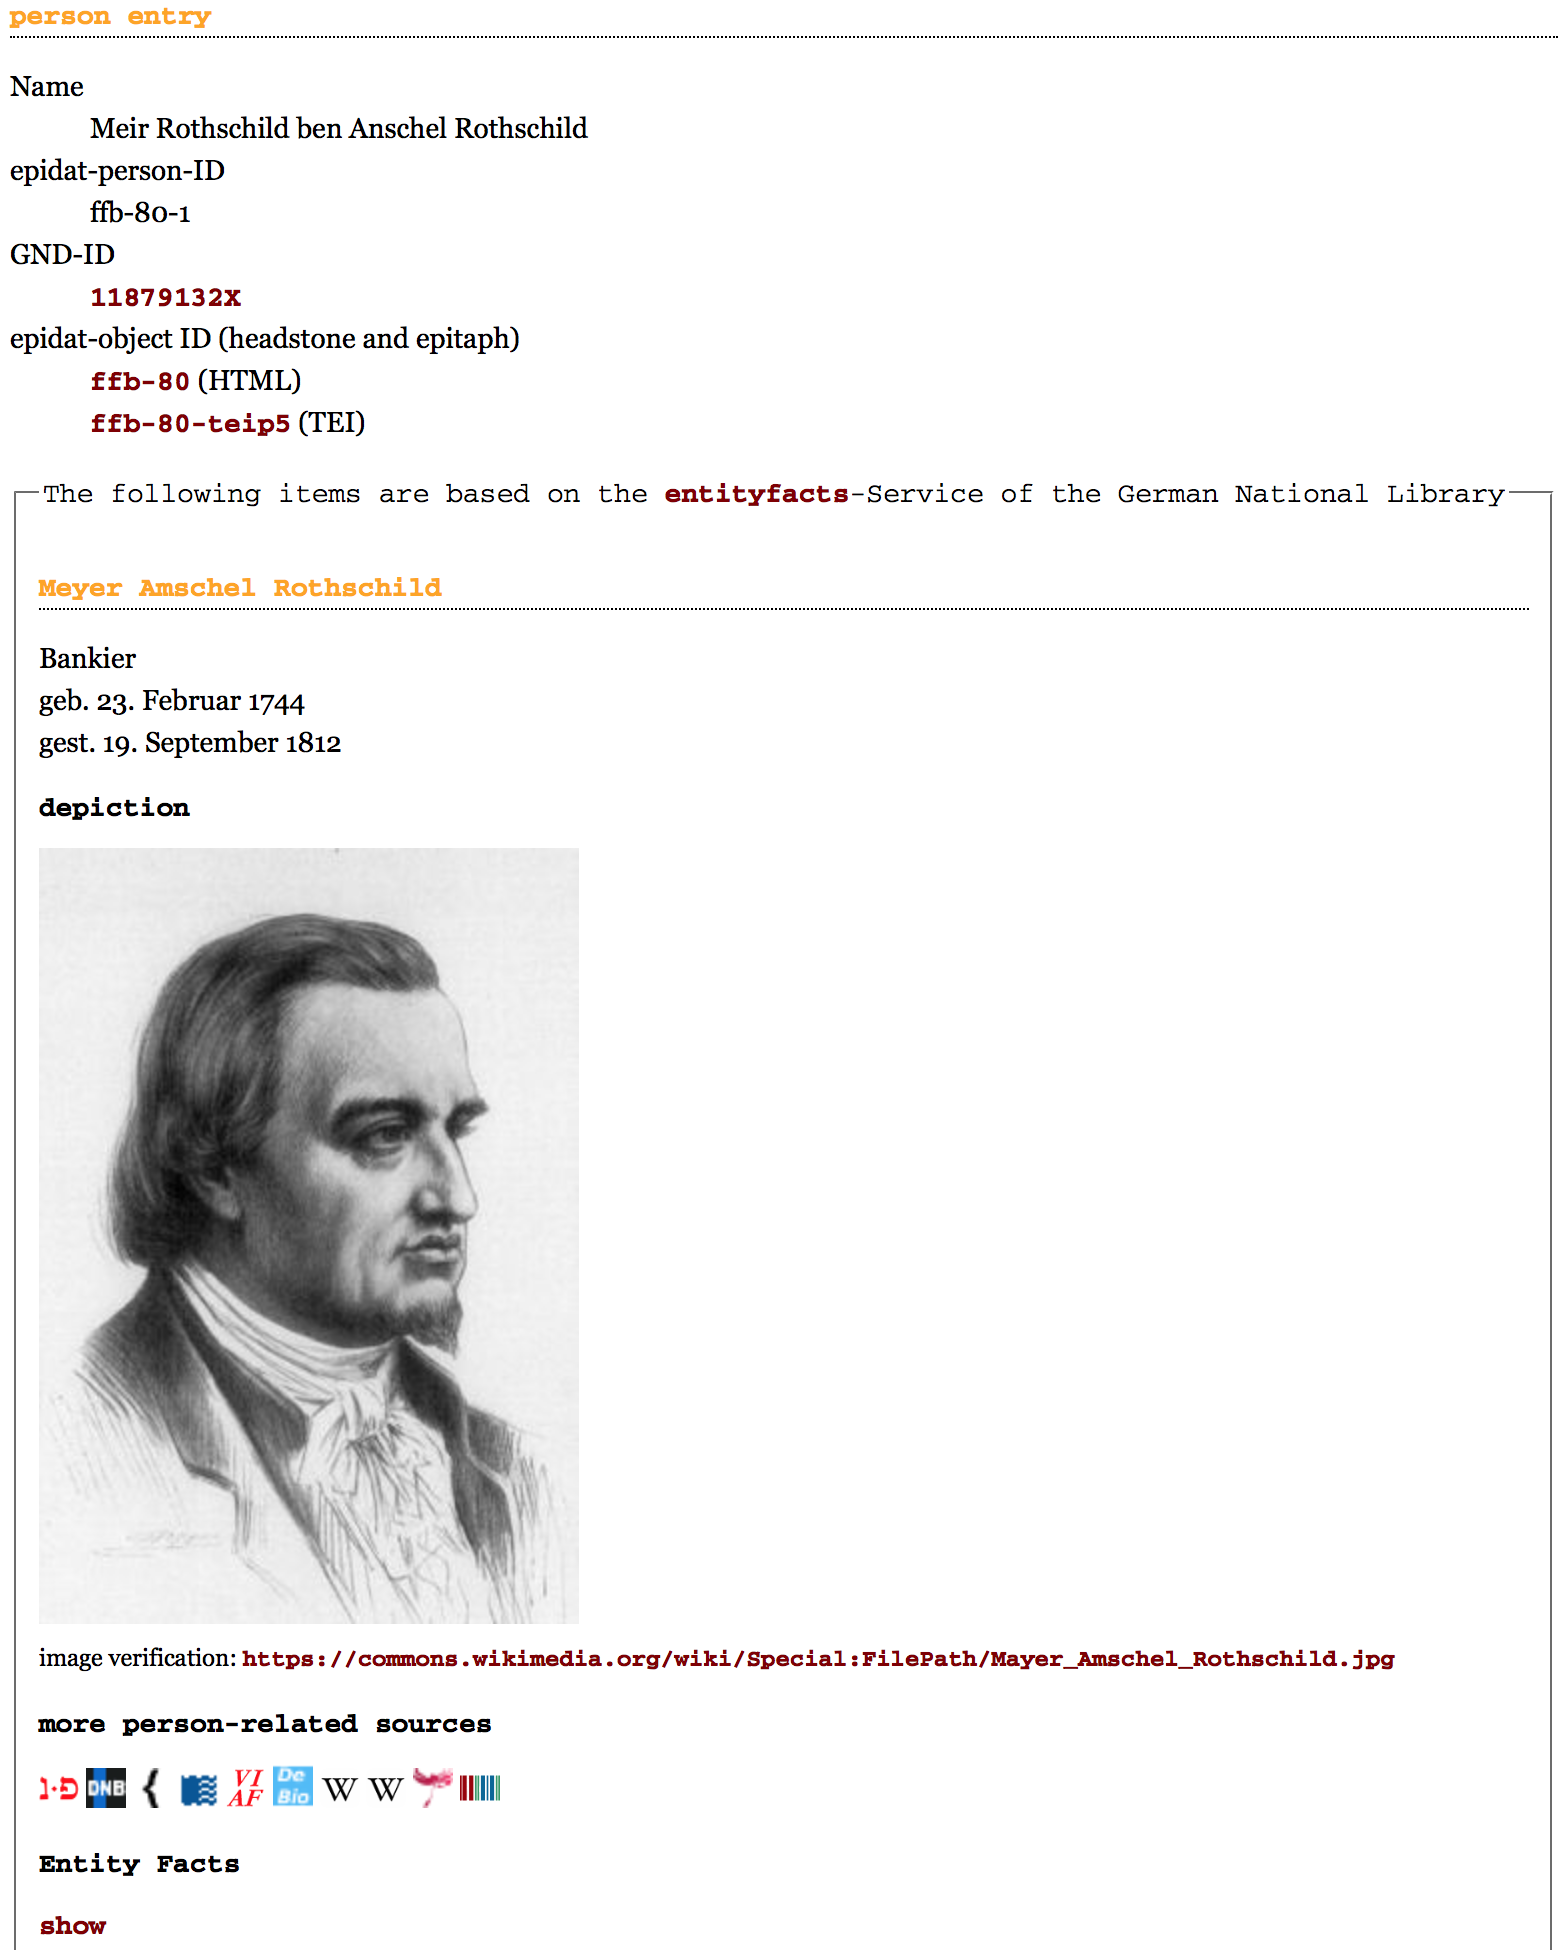 person entry
Name
Meir Rothschild ben Anschel Rothschild
epidat-person-ID
ffb-80-1
GND-ID
11879132X
epidat-object ID (headstone and epitaph)
ffb-80 (HTML)
ffb-80-teip5 (TEI)
The following items are based on the entityfacts-Service of the German National Library
Meyer Amschel Rothschild
Bankier
geb. 23. Februar 1744
gest. 19. September 1812
depiction
image verification: https://commons.wikimedia.org/wiki/Special:FilePath/Mayer_Amschel_Rothschild.jpg
more person-related sources
פ·נ DNB { VIAF DeBio W W
Entity Facts
show